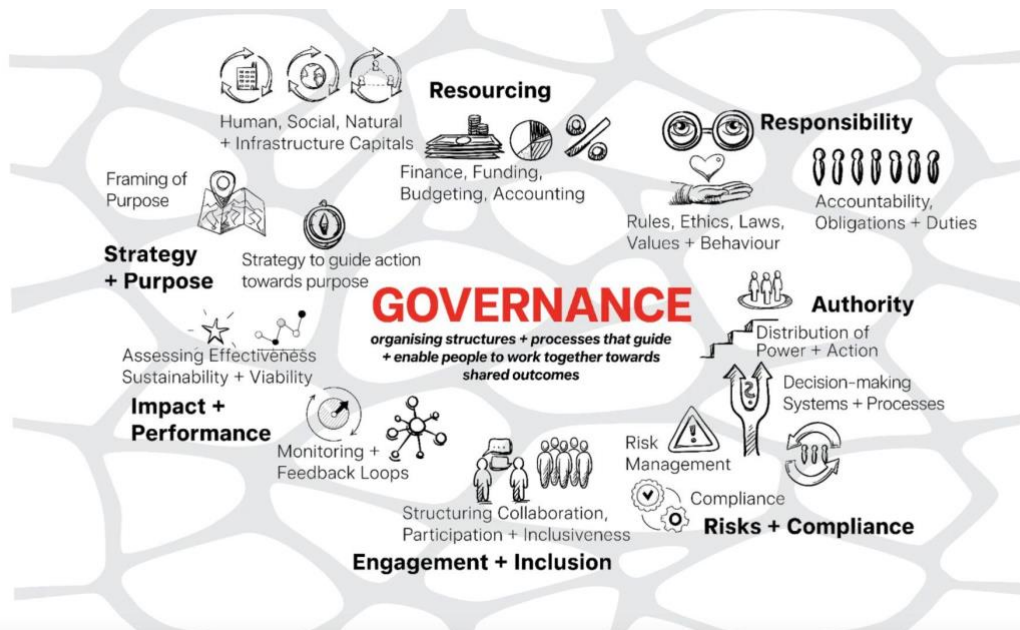 Resourcing
Human, Social, Natural
+ Infrastructure Capitals
Finance, Funding,
Budgeting, Accounting
Responsibility
Rules, Ethics, Laws,
Values + Behaviour
Accountability,
Obligations + Duties
Framing of
Purpose
Strategy
+ Purpose
Strategy to guide action
towards purpose
GOVERNANCE
organising structures + processes that guide
+ enable people to work together towards
shared outcomes
Authority
Distribution of
Power + Action
Decision-making
Systems + Processes
Assessing Effectiveness
Sustainability + Viability
Impact +
Performance
Monitoring +
Feedback Loops
Structuring Collaboration,
Participation + Inclusiveness
Engagement + Inclusion
Risk
Management
Compliance
Risks + Compliance